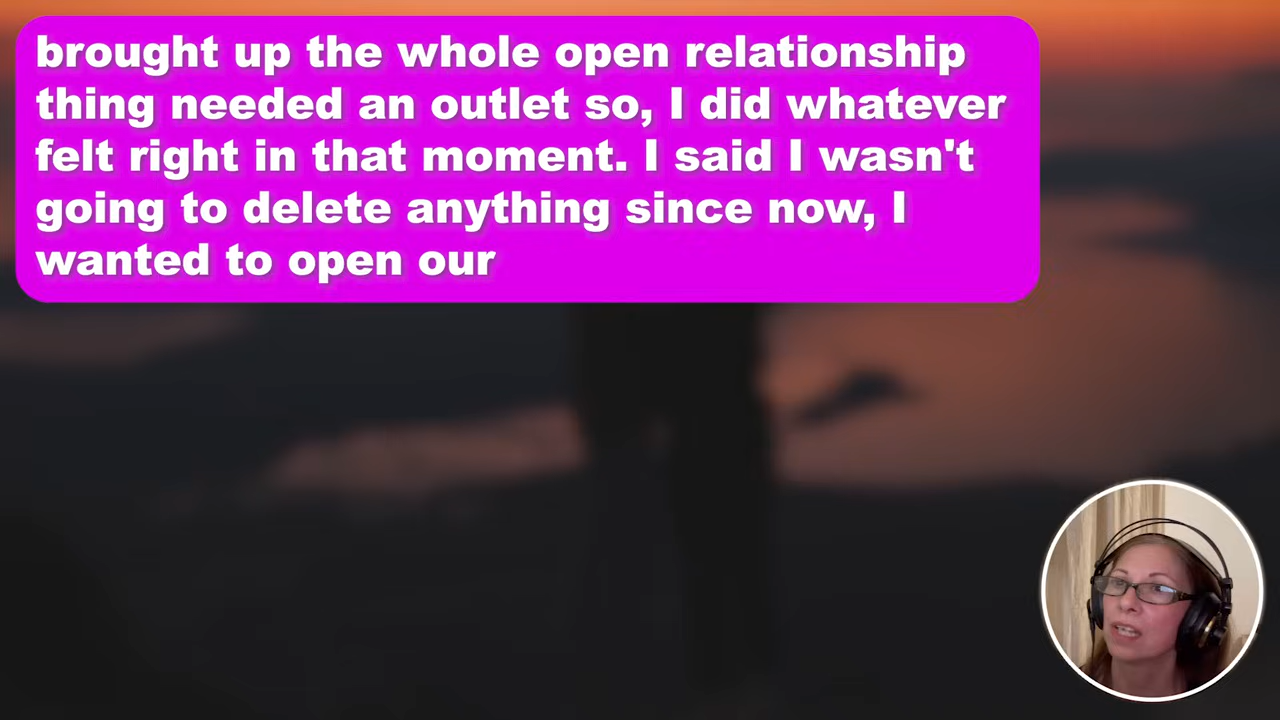 brought up the whole open relationship
thing needed an outlet so, I did whatever
felt right in that moment. I said I wasn't
going to delete anything since now, I
wanted to open our